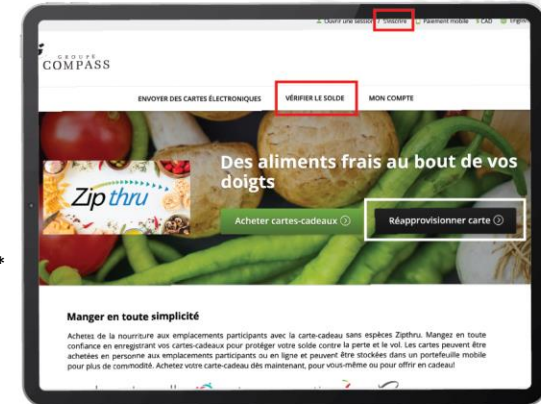 Ouvrir une session / S'inscrire Paiement mobile $ CAD English
GROUPE
COMPASS
ENVOYER DES CARTES ÉLECTRONIQUES VÉRIFIER LE SOLDE MON COMPTE
Des aliments frais au bout de vos
doigts
Zip thru
Acheter cartes-cadeaux Réapprovisionner carte
*
Manger en toute simplicité
Achetes de la nourriture aux emplacements participants avec la carte-cadeau sans espèces Zipthru. Mangez en toute
confiance en enregistrant vos cartes-cadeaux pour protéger votre solde contre la perte et le vol. Les cartes peuvent être
achetées en personne aux emplacements participants ou en ligne et peuvent être stockées dans un portefeuille mobile
pour plus de commodité. Achetez votre carte-cadeau dès maintenant, pour vous-même ou pour offrir en cadeau!